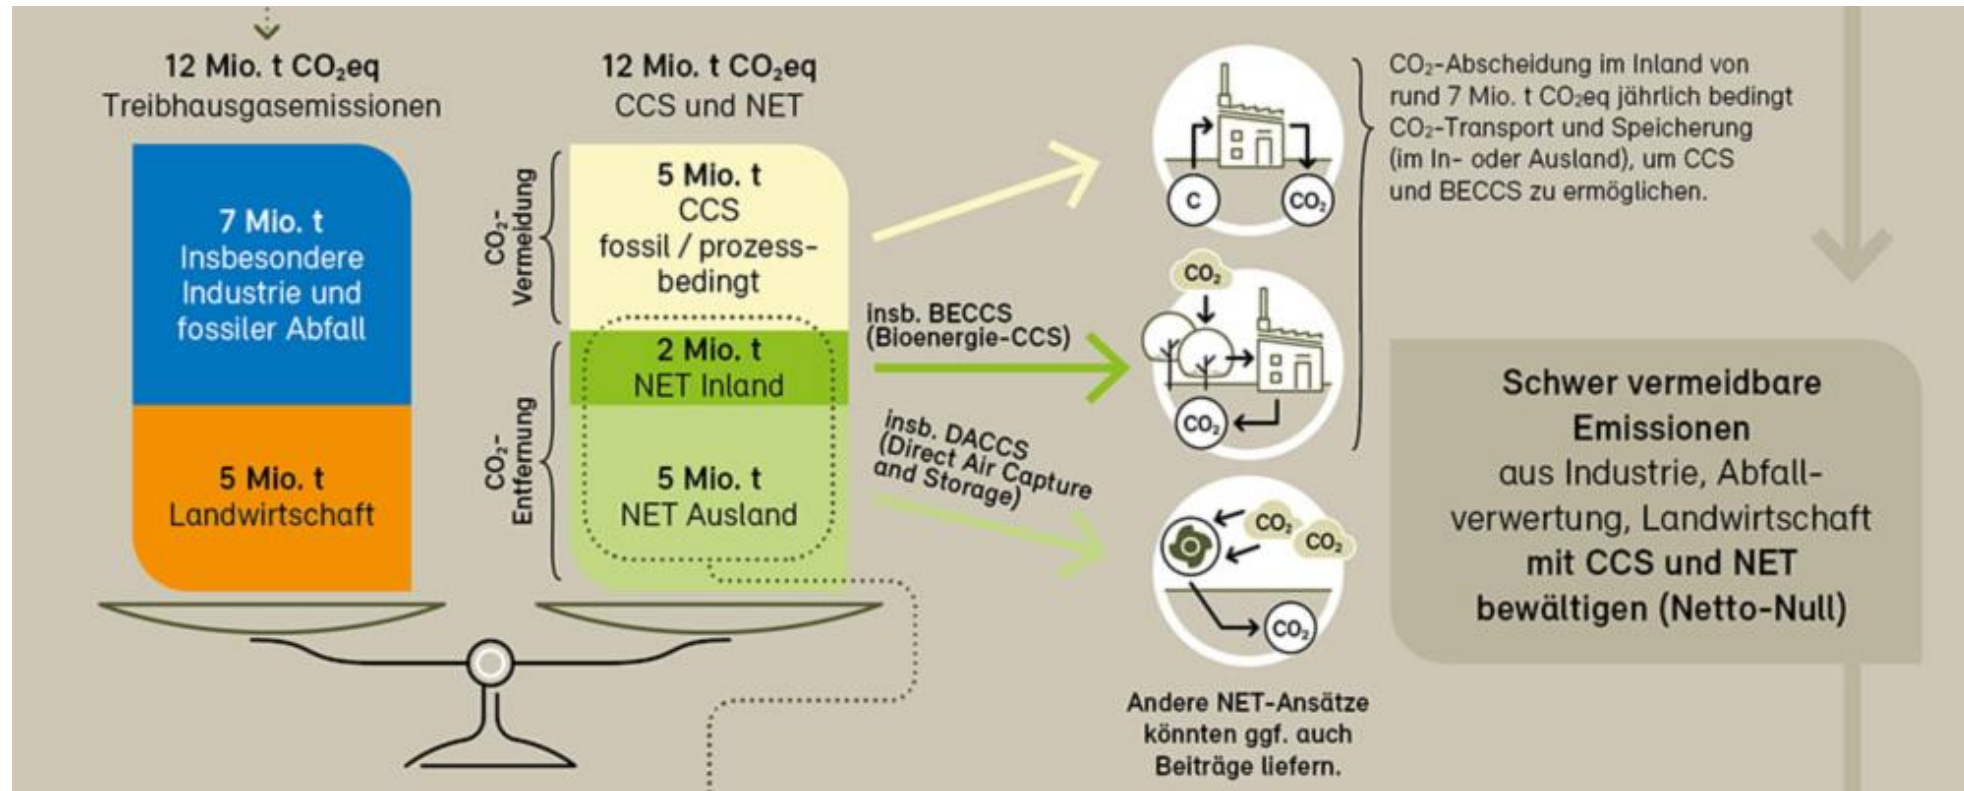 12 Mio. t CO₂eq
Treibhausgasemissionen
7 Mio. t
Insbesondere
Industrie und
fossiler Abfall
5 Mio. t
Landwirtschaft
12 Mio. t CO₂eq
CCS und NET
CO₂-
Vermeidung
5 Mio. t
CCS
fossil / prozess-
bedingt
CO₂-
Entfernung
2 Mio. t
NET Inland
5 Mio. t
NET Ausland
insb. BECCS
(Bioenergie-CCS)
insb. DACCS
(Direct Air Capture
and Storage)
C
CO₂
CO₂
CO₂
CO₂
CO₂
CO₂
Andere NET-Ansätze
könnten ggf. auch
Beiträge liefern.
CO₂-Abscheidung im Inland von
rund 7 Mio. t CO₂eq jährlich bedingt
CO₂-Transport und Speicherung
(im In- oder Ausland), um CCS
und BECCS zu ermöglichen.
Schwer vermeidbare
Emissionen
aus Industrie, Abfall-
verwertung, Landwirtschaft
mit CCS und NET
bewältigen (Netto-Null)